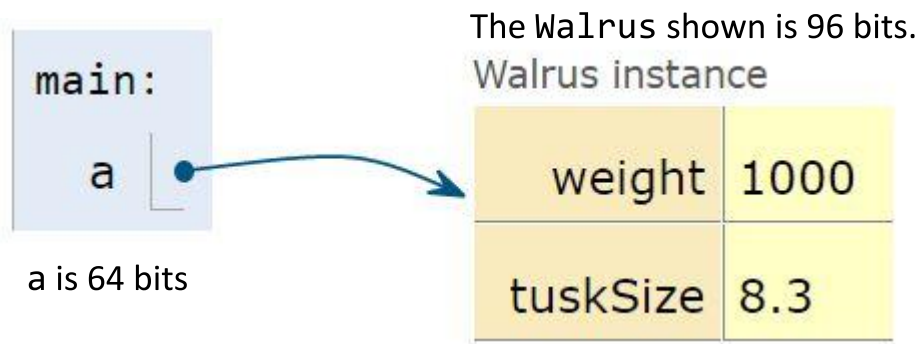 The Walrus shown is 96 bits.
Walrus instance
main:
a
weight 1000
tuskSize 8.3
a is 64 bits